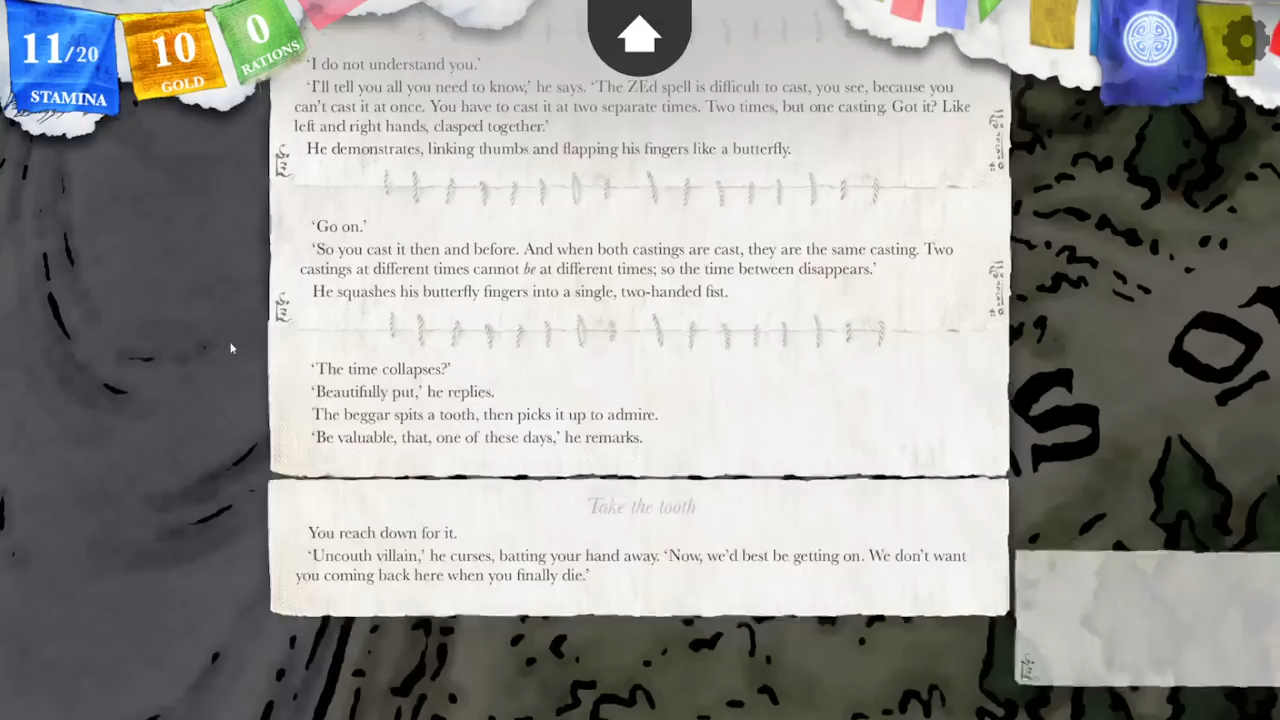 11/20
STAMINA
10
GOLD
0
RATIONS
'I do not understand you.'
'I'll tell you all you need to know,' he says. 'The ZEd spell is difficult to cast, you see, because you
can't cast it at once. You have to cast it at two separate times. Two times, but one casting. Got it? Like
left and right hands, clasped together.'
He demonstrates, linking thumbs and flapping his fingers like a butterfly.
'Go on.'
'So you cast it then and before. And when both castings are cast, they are the same casting. Two
castings at different times cannot be at different times; so the time between disappears.'
He squashes his butterfly fingers into a single, two-handed fist.
'The time collapses?'
'Beautifully put,' he replies.
The beggar spits a tooth, then picks it up to admire.
'Be valuable, that, one of these days,' he remarks.
Take the tooth
You reach down for it.
'Uncouth villain,' he curses, batting your hand away. 'Now, we'd best be getting on. We don't want
you coming back here when you finally die.'